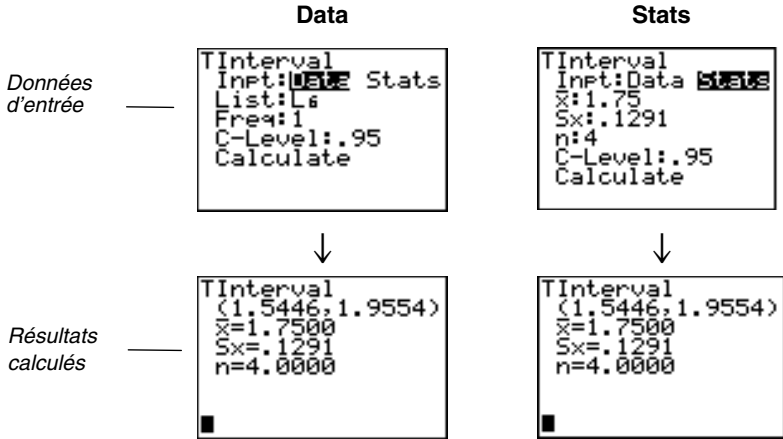 Data
Stats
Données
d'entrée
TInterval
Inpt:Data Stats
List:L6
Freq:1
C-Level:.95
Calculate
TInterval
Inpt:Data Stats
x̄:1.75
Sx:.1291
n:4
C-Level:.95
Calculate
↓
↓
Résultats
calculés
TInterval
(1.5446,1.9554)
x̄=1.7500
Sx=.1291
n=4.0000
TInterval
(1.5446,1.9554)
x̄=1.7500
Sx=.1291
n=4.0000